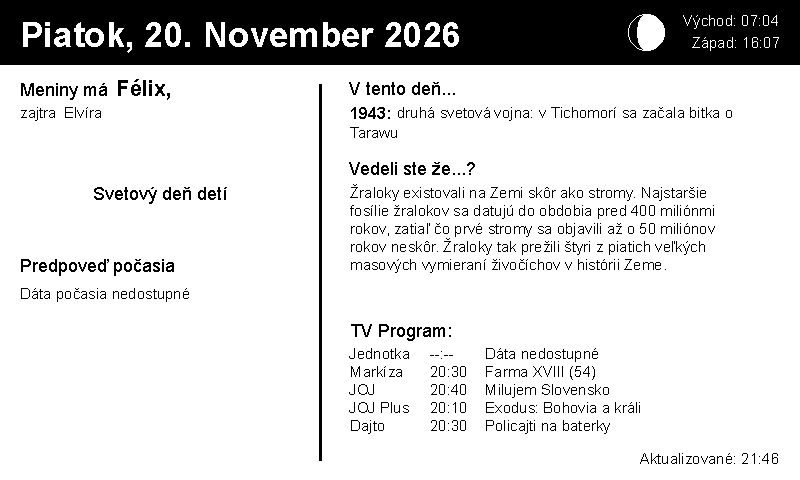 Piatok, 20. November 2026
Východ: 07:04
Západ: 16:07
Meniny má Félix,
zajtra Elvíra
Svetový deň detí
Predpoveď počasia
Dáta počasia nedostupné
V tento deň...
1943: druhá svetová vojna: v Tichomorí sa začala bitka o
Tarawu
Vedeli ste že...?
Žraloky existovali na Zemi skôr ako stromy. Najstaršie
fosílie žralokov sa datujú do obdobia pred 400 miliónmi
rokov, zatiaľ čo prvé stromy sa objavili až o 50 miliónov
rokov neskôr. Žraloky tak prežili štyri z piatich veľkých
masových vymieraní živočíchov v histórii Zeme.
TV Program:
Jednotka --:-- Dáta nedostupné
Markíza 20:30 Farma XVIII (54)
JOJ 20:40 Milujem Slovensko
JOJ Plus 20:10 Exodus: Bohovia a králi
Dajto 20:30 Policajti na baterky
Aktualizované: 21:46